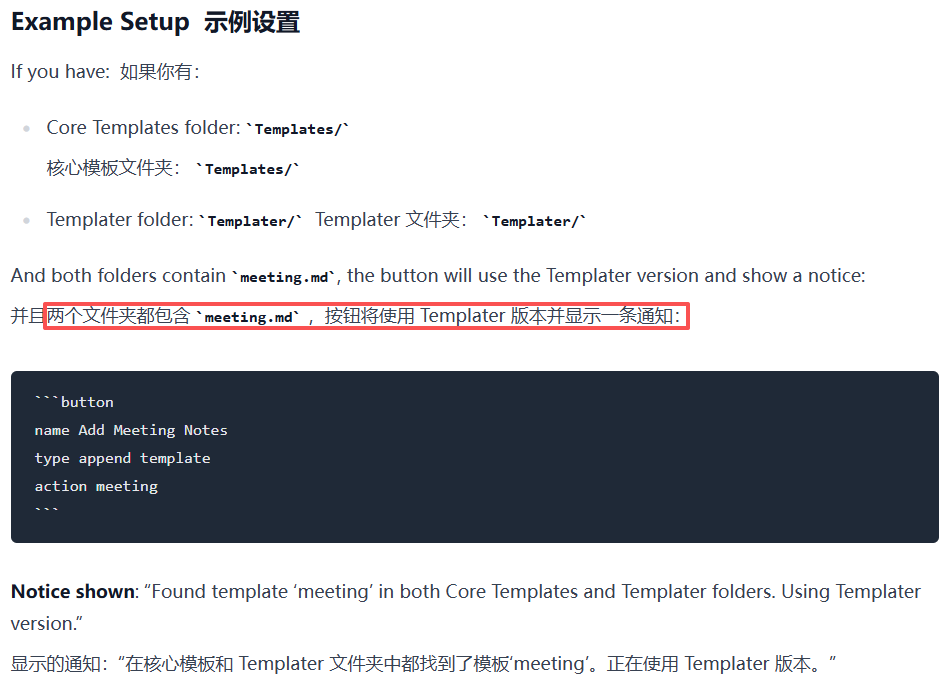 Example Setup 示例设置
If you have: 如果你有：
Core Templates folder: `Templates/`
核心模板文件夹： `Templates/`
Templater folder: `Templater/` Templater 文件夹： `Templater/`
And both folders contain `meeting.md`, the button will use the Templater version and show a notice:
并且两个文件夹都包含 `meeting.md` ，按钮将使用 Templater 版本并显示一条通知：
```button
name Add Meeting Notes
type append template
action meeting
```
Notice shown: “Found template ‘meeting’ in both Core Templates and Templater folders. Using Templater
version.”
显示的通知：“在核心模板和 Templater 文件夹中都找到了模板‘meeting’。正在使用 Templater 版本。”